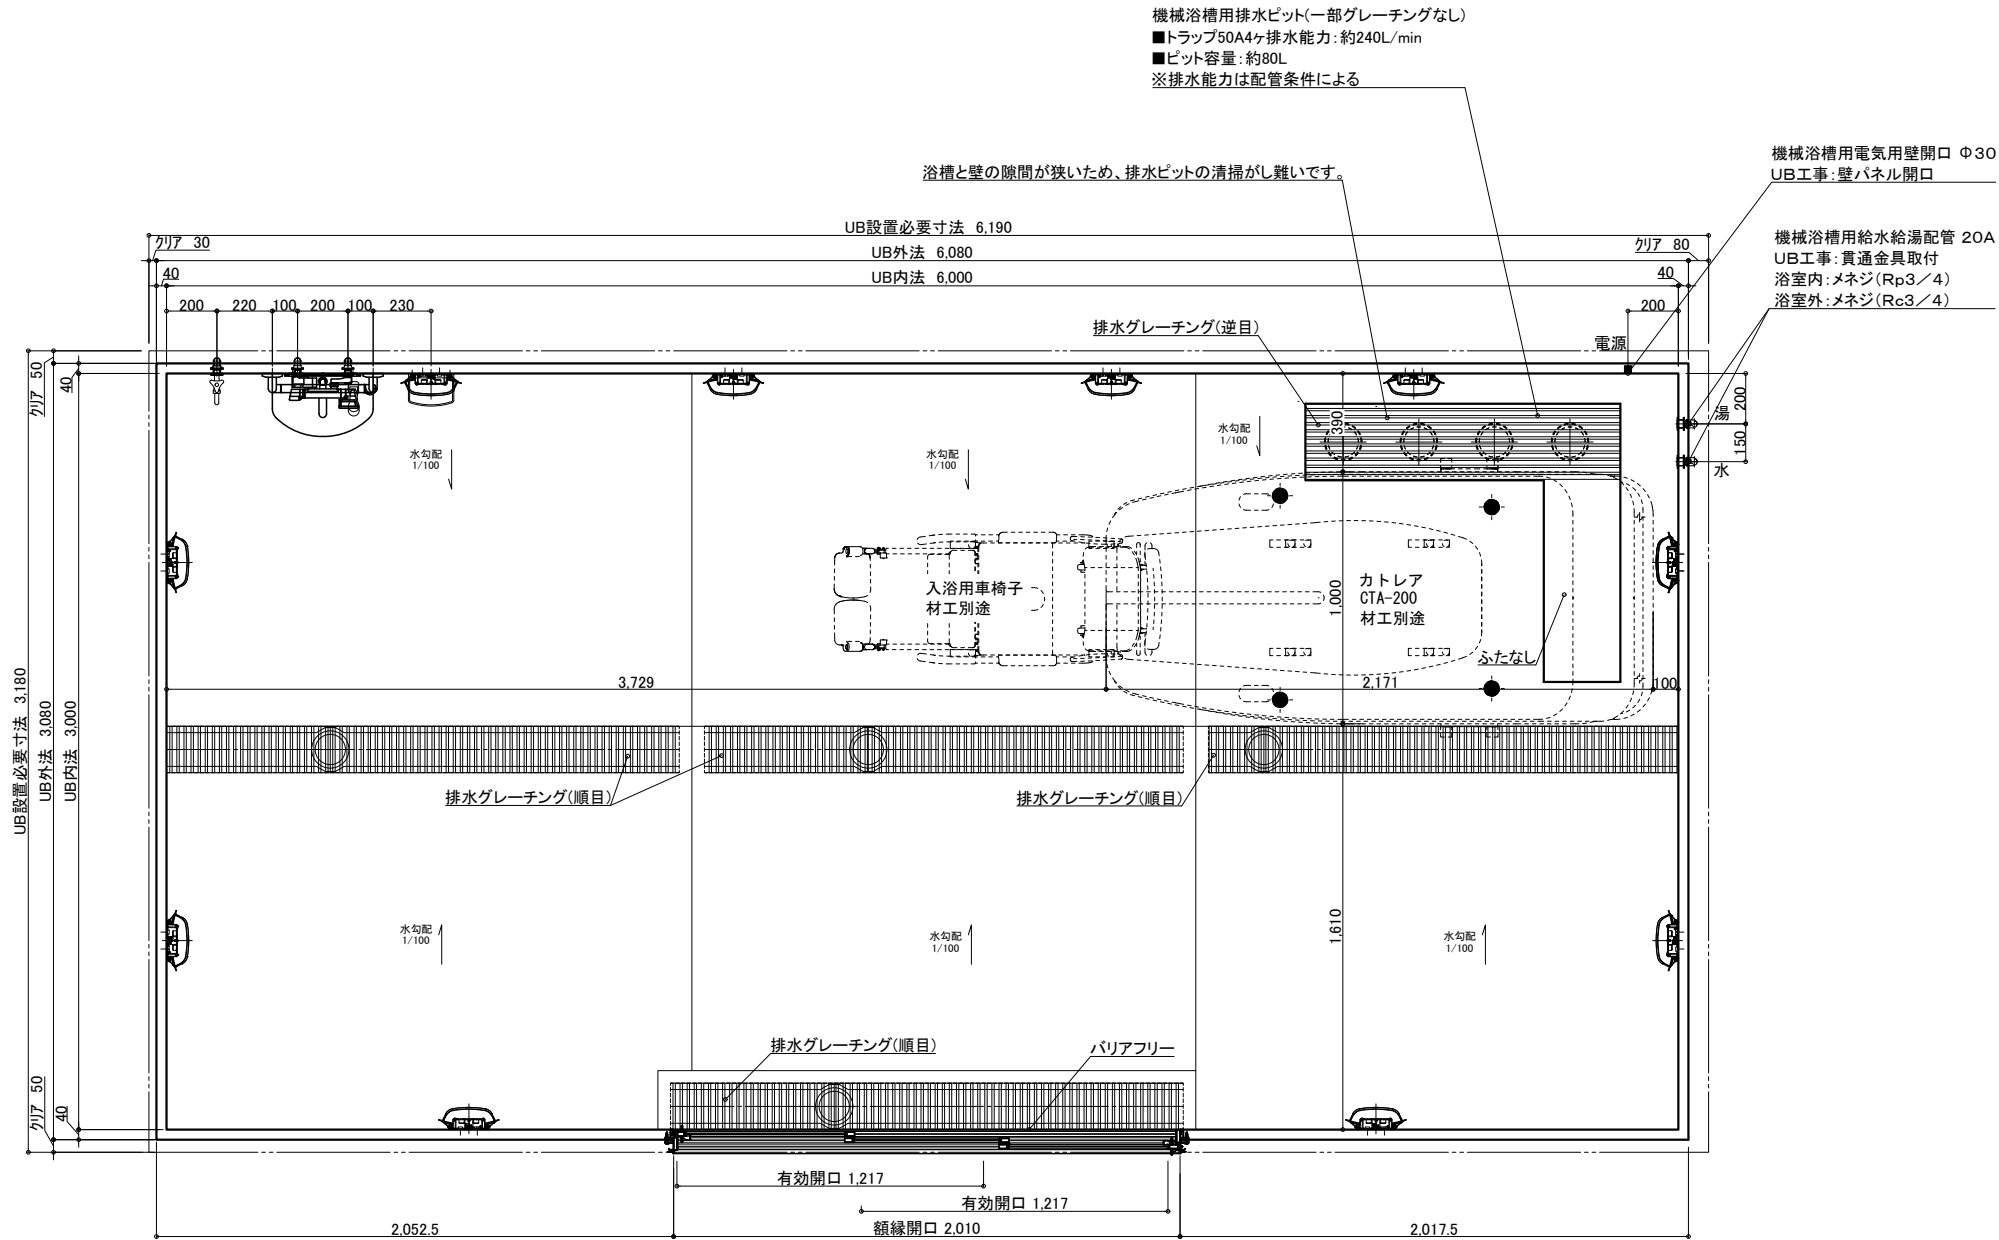 機械浴槽用排水ピット(一部グレーチングなし)
■トラップ50A4ヶ排水能力:約240L/min
■ピット容量:約80L
※排水能力は配管条件による
機械浴槽用電気用壁開口 Φ30
UB工事:壁パネル開口
浴槽と壁の隙間が狭いため、排水ピットの清掃がし難いです。
機械浴槽用給水給湯配管 20A
UB工事:貫通金具取付
浴室内:メネジ(Rp3/4)
浴室外:メネジ(Rc3/4)
UB設置必要寸法 6,190
クリア 30
UB外法 6,080
クリア 80
40
UB内法 6,000
40
200
220
100
200
100
230
200
排水グレーチング(逆目)
電源
クリア 50
40
390
200
湯
150
水
水勾配
1/100
水勾配
1/100
水勾配
1/100
入浴用車椅子
材工別途
1,000
カトレア
CTA-200
材工別途
ふたなし
3,729
2,171
100
UB設置必要寸法 3,180
UB外法 3,080
UB内法 3,000
排水グレーチング(順目)
排水グレーチング(順目)
水勾配
1/100
水勾配
1/100
1,610
水勾配
1/100
排水グレーチング(順目)
バリアフリー
クリア 50
40
有効開口 1,217
有効開口 1,217
2,052.5
額縁開口 2,010
2,017.5